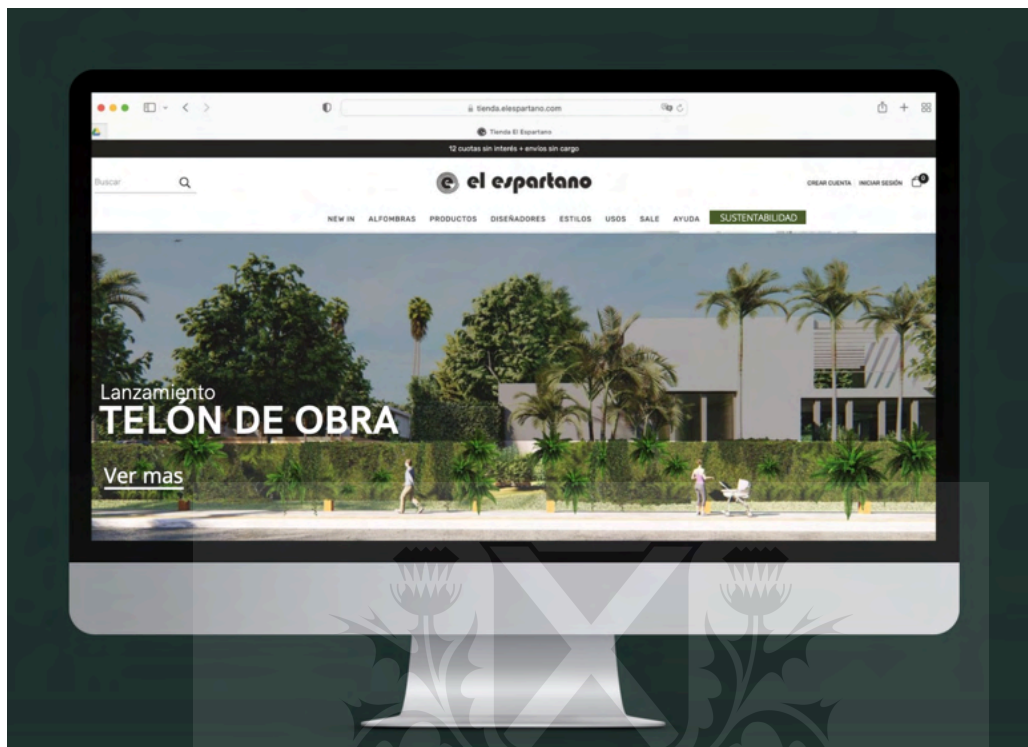 tienda.elespartano.com
Tienda El Espartano
12 cuotas sin interés + envíos sin cargo
Buscar
el espartano
CREAR CUENTA INICIAR SESIÓN
0
NEW IN ALFOMBRAS PRODUCTOS DISEÑADORES ESTILOS USOS SALE AYUDA SUSTENTABILIDAD
Lanzamiento
TELÓN DE OBRA
Ver mas